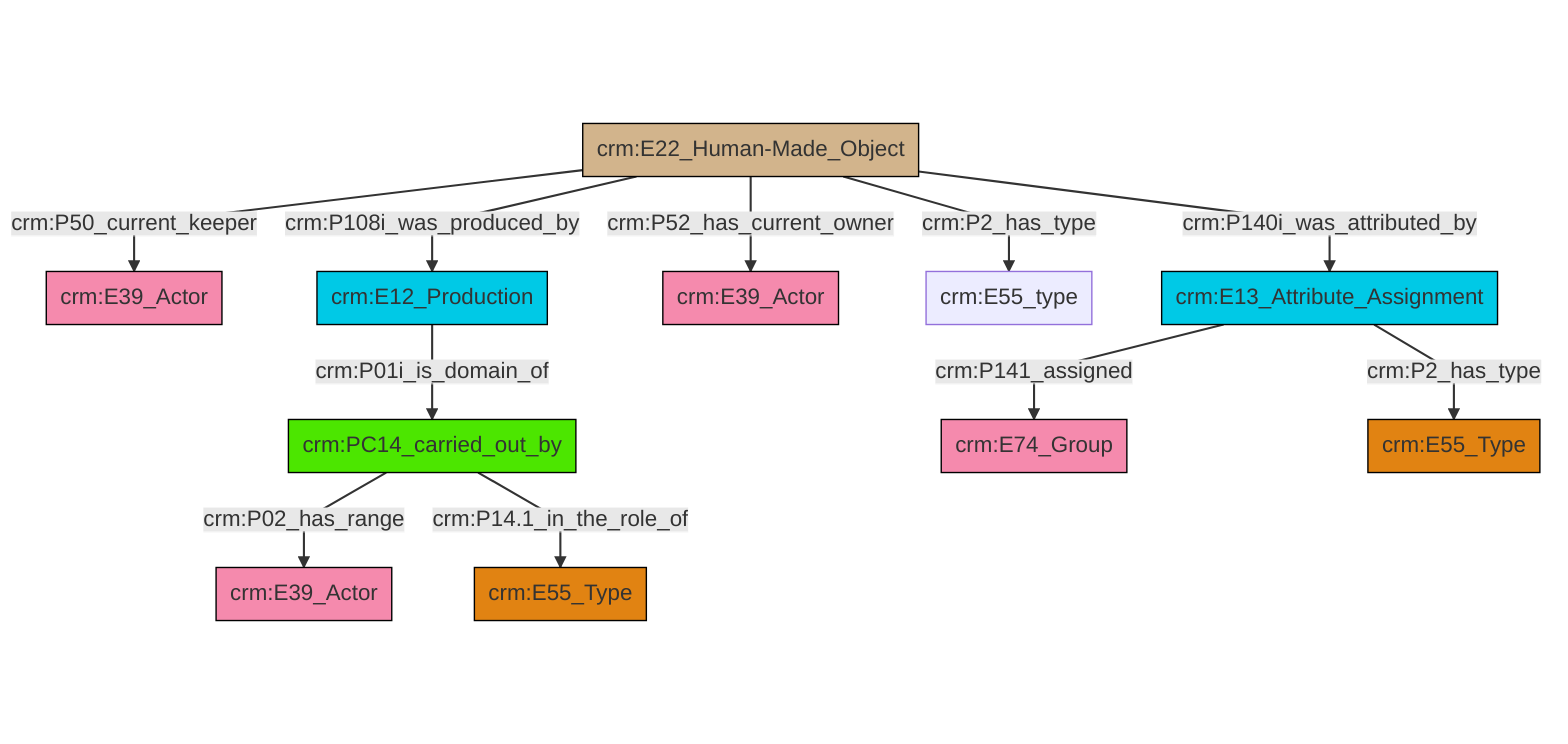 crm:E22_Human-Made_Object
crm:P50_current_keeper
crm:P108i_was_produced_by
crm:P52_has_current_owner
crm:P2_has_type
crm:P140i_was_attributed_by
crm:E39_Actor
crm:E12_Production
crm:E39_Actor
crm:E55_type
crm:E13_Attribute_Assignment
crm:P01i_is_domain_of
crm:P141_assigned
crm:P2_has_type
crm:PC14_carried_out_by
crm:E74_Group
crm:E55_Type
crm:P02_has_range
crm:P14.1_in_the_role_of
crm:E39_Actor
crm:E55_Type